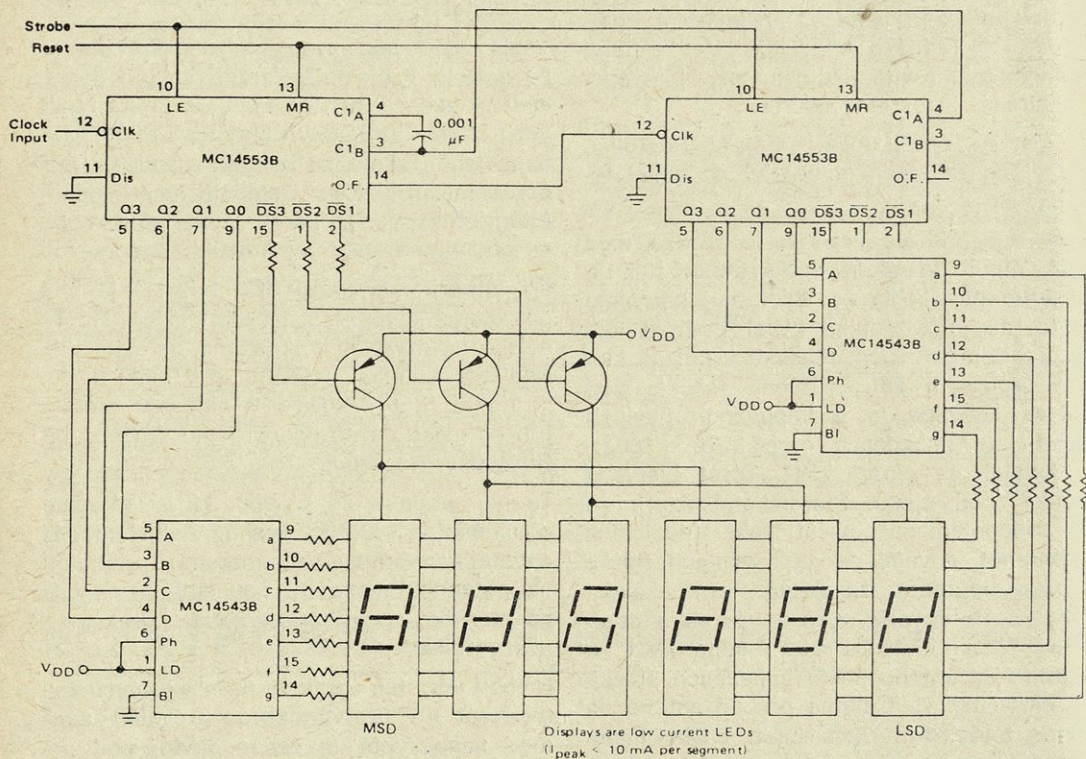 Strobe
Reset
10
LE
13
MR
Clock
Input
12
Clk
11
Dis
MC14553B
C1A
4
0.001
µF
C1B
3
O.F.
14
Q3
Q2
Q1
Q0
DS3
DS2
DS1
5
6
7
9
15
1
2
10
LE
13
MR
12
Clk
11
Dis
MC14553B
C1A
4
C1B
3
O.F.
14
Q3
Q2
Q1
Q0
DS3
DS2
DS1
5
6
7
9
15
1
2
VDD
5
A
3
B
2
C
4
D
MC14543B
6
Ph
VDD
1
LD
7
BI
a
9
b
10
c
11
d
12
e
13
f
15
g
14
5
A
3
B
2
C
4
D
MC14543B
6
Ph
VDD
1
LD
7
BI
a
9
b
10
c
11
d
12
e
13
f
15
g
14
MSD
LSD
Displays are low current LEDs
(Ipeak < 10 mA per segment)